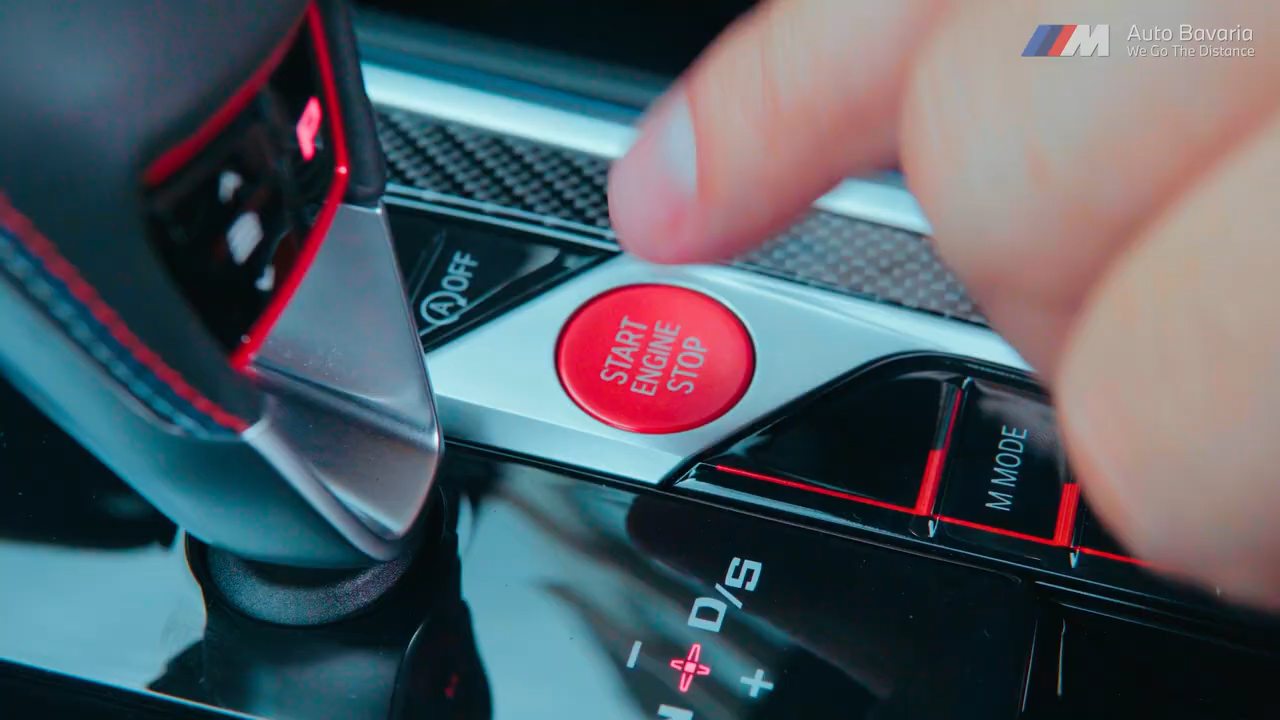 M Auto Bavaria
We Go The Distance
A OFF
START
ENGINE
STOP
M MODE
D/S
-
+